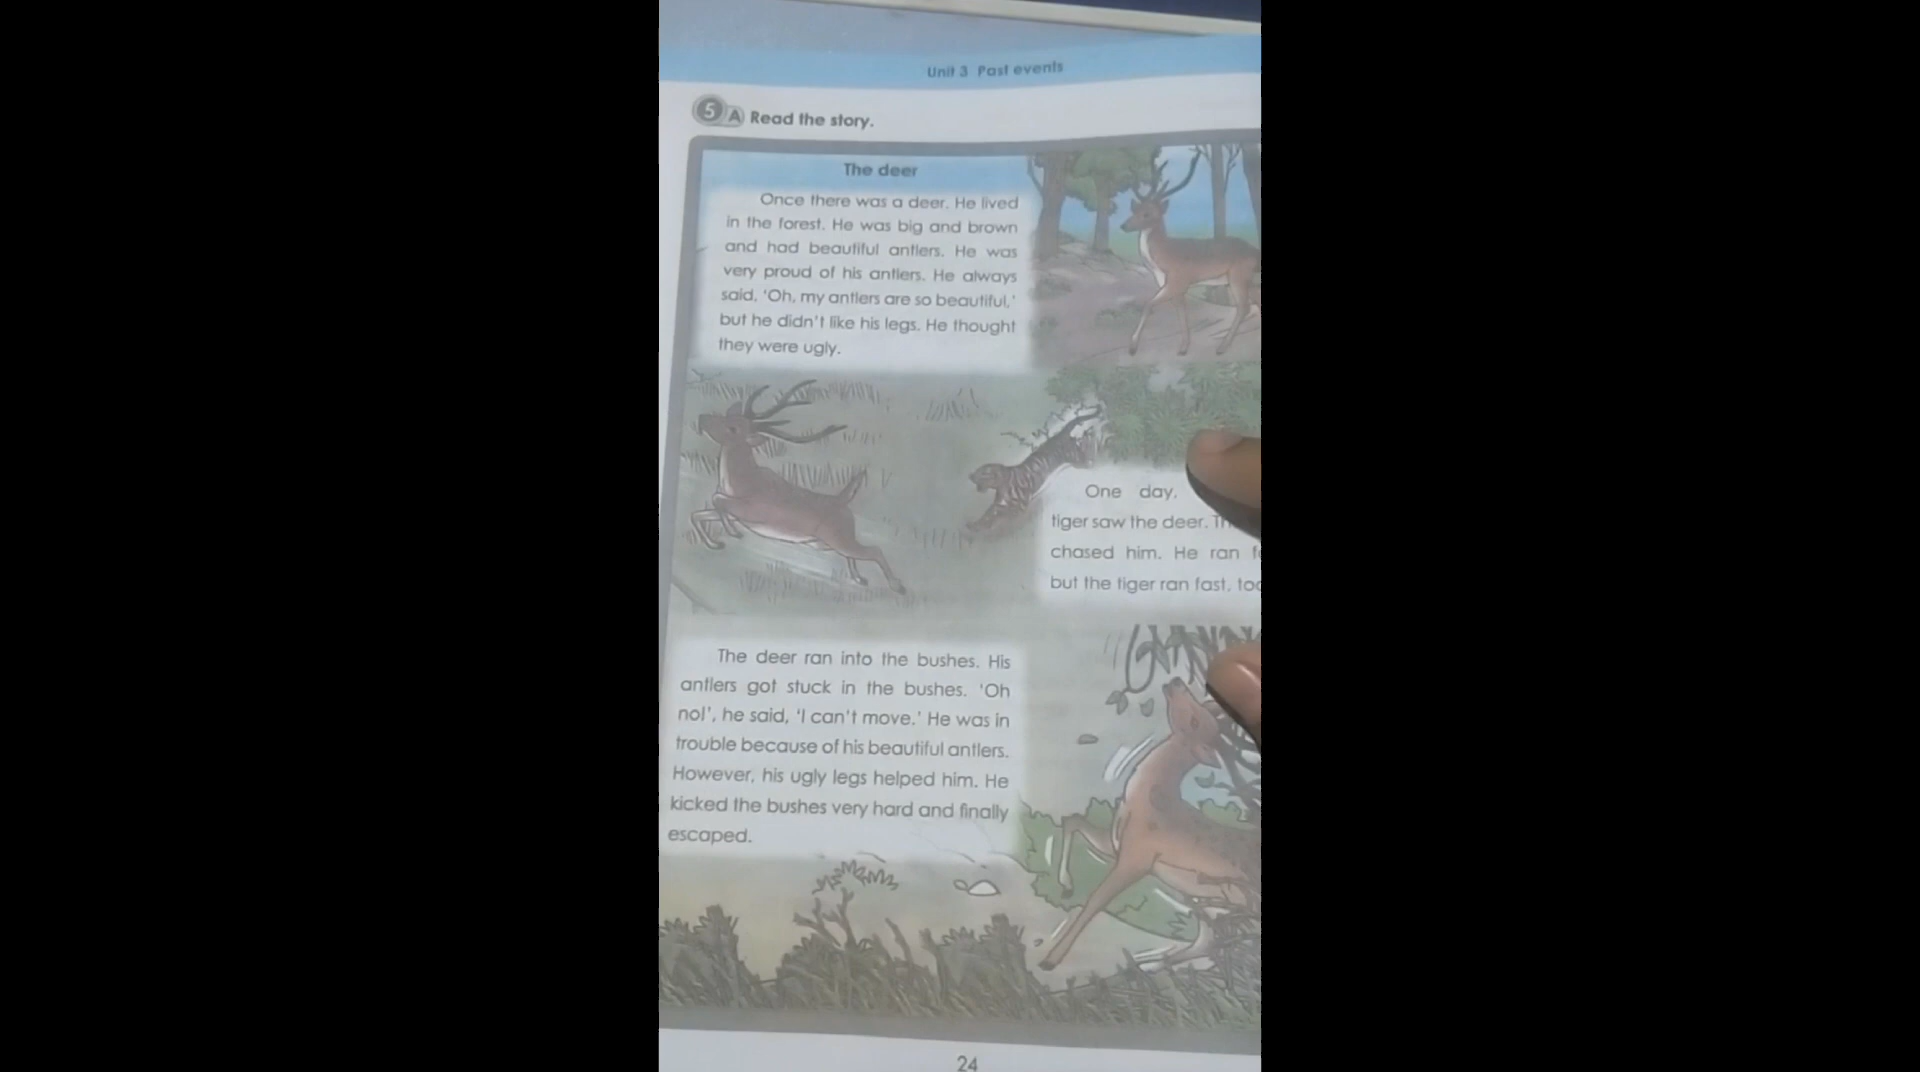 Unit 3 Past events
5 A Read the story.
The deer
Once there was a deer. He lived
in the forest. He was big and brown
and had beautiful antlers. He was
very proud of his antlers. He always
said, 'Oh, my antlers are so beautiful,'
but he didn't like his legs. He thought
they were ugly.
One day,
tiger saw the deer.
chased him. He ran
but the tiger ran fast,
The deer ran into the bushes. His
antlers got stuck in the bushes. 'Oh
no!', he said, 'I can't move.' He was in
trouble because of his beautiful antlers.
However, his ugly legs helped him. He
kicked the bushes very hard and finally
escaped.
24